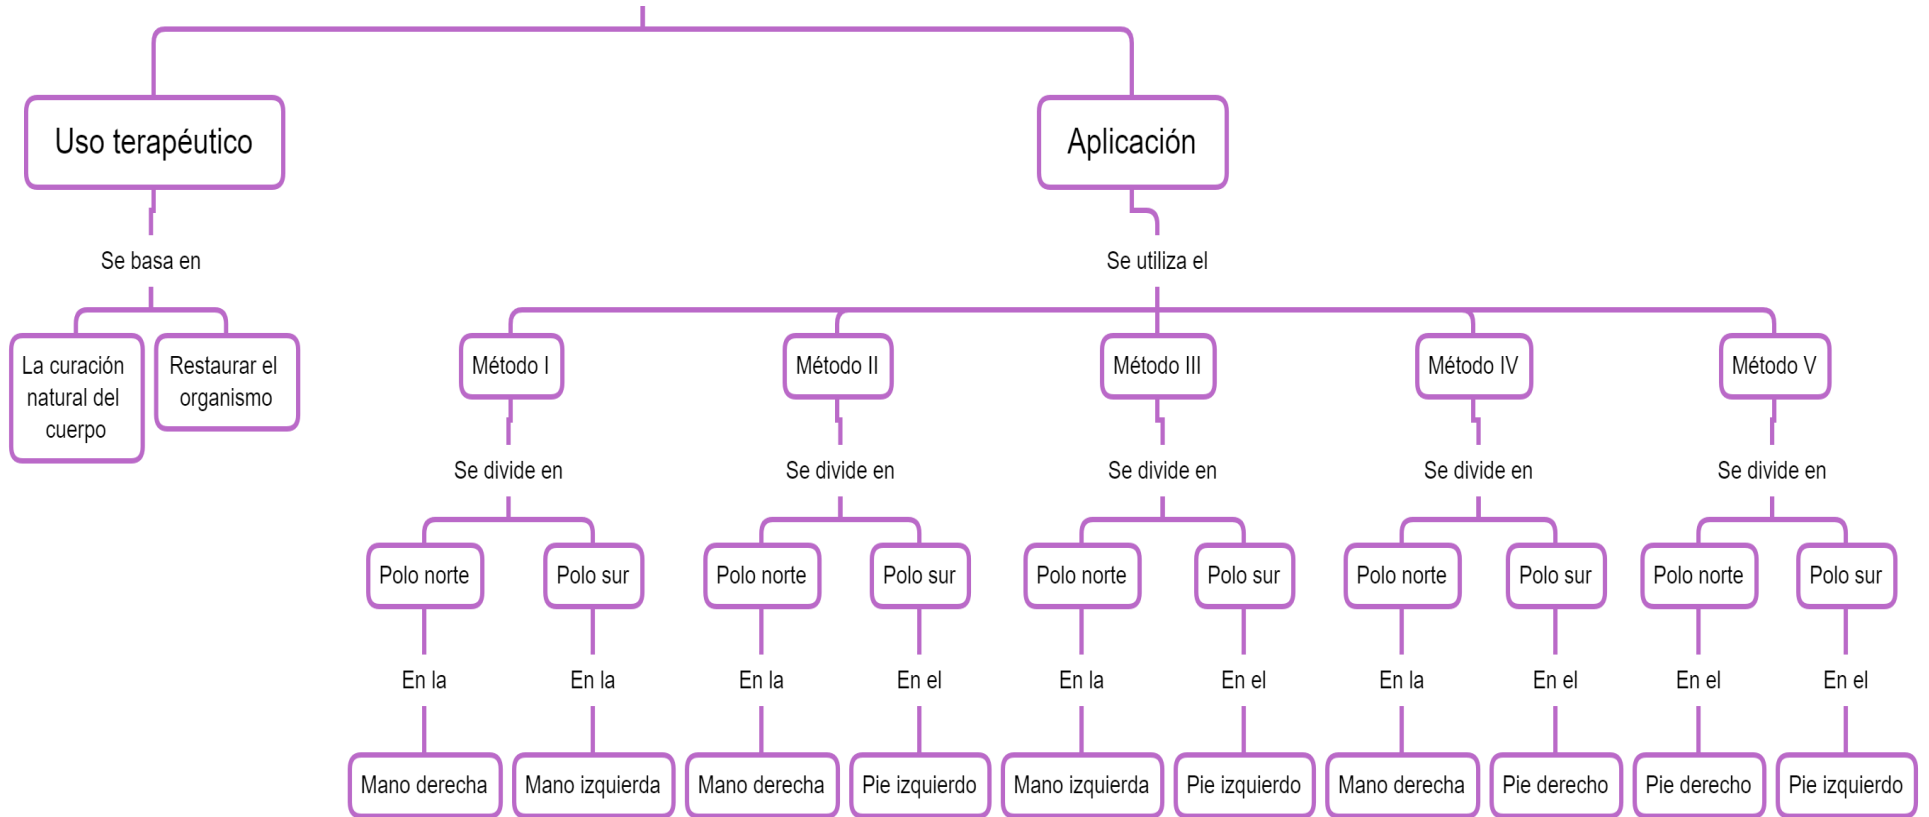 Uso terapéutico
Aplicación
Se basa en
Se utiliza el
La curación
natural del
cuerpo
Restaurar el
organismo
Método I
Método II
Método III
Método IV
Método V
Se divide en
Se divide en
Se divide en
Se divide en
Se divide en
Polo norte
Polo sur
Polo norte
Polo sur
Polo norte
Polo sur
Polo norte
Polo sur
Polo norte
Polo sur
En la
En la
En la
En el
En la
En el
En la
En el
En el
En el
Mano derecha
Mano izquierda
Mano derecha
Pie izquierdo
Mano izquierda
Pie izquierdo
Mano derecha
Pie derecho
Pie derecho
Pie izquierdo